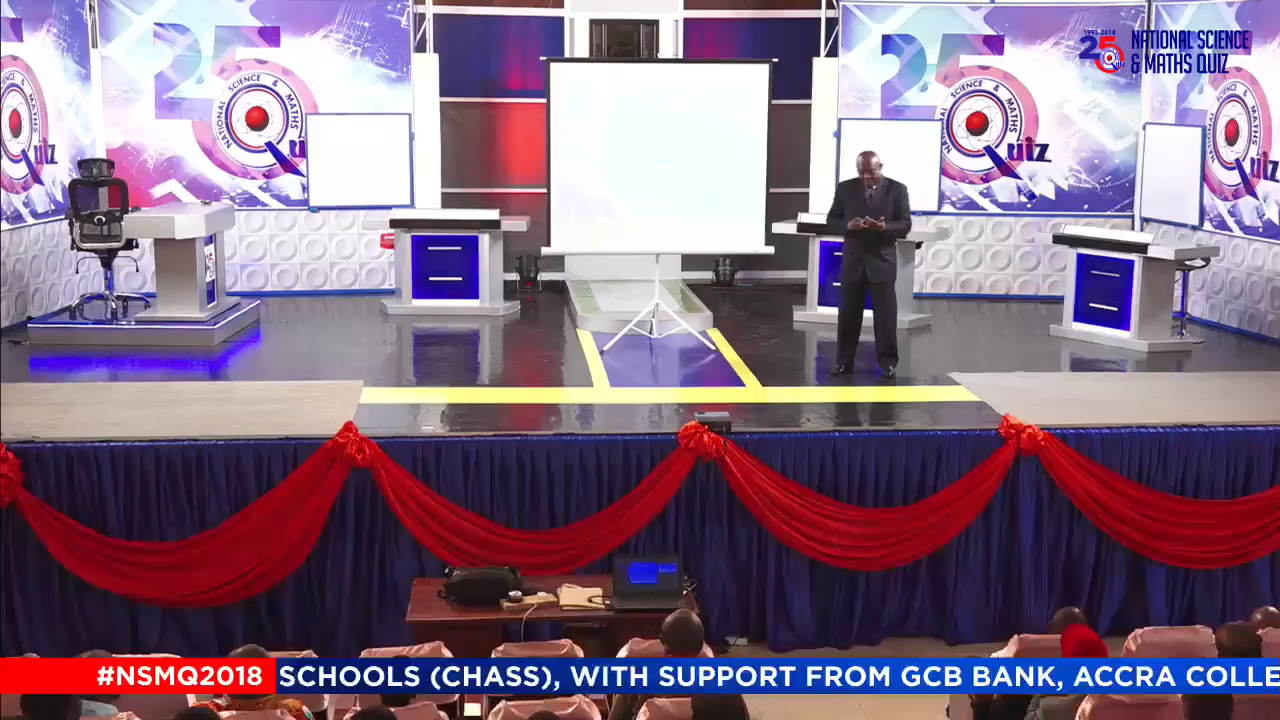 1993-2018
25
NATIONAL SCIENCE
& MATHS QUIZ
25
NATIONAL SCIENCE & MATHS
Quiz
25
NATIONAL SCIENCE & MATHS
Quiz
#NSMQ2018
SCHOOLS (CHASS), WITH SUPPORT FROM GCB BANK, ACCRA COLLE